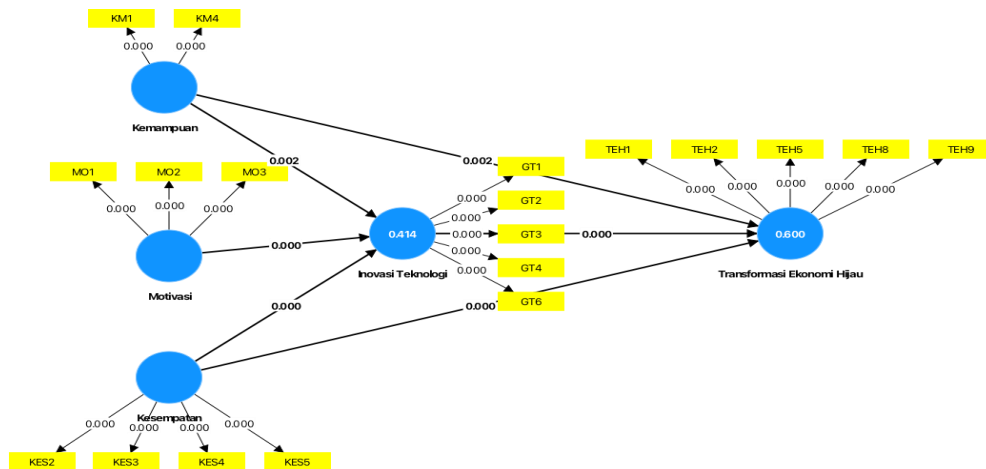 KM1
KM4
0.000
0.000
Kemampuan
0.002
0.002
MO1
MO2
MO3
0.000
0.000
0.000
Motivasi
0.000
GT1
GT2
GT3
GT4
GT6
0.000
0.000
0.000
0.000
0.000
0.414
Inovasi Teknologi
0.000
TEH1
TEH2
TEH5
TEH8
TEH9
0.000
0.000
0.000
0.000
0.000
0.600
Transformasi Ekonomi Hijau
0.000
0.000
Kesempatan
0.000
0.000
0.000
0.000
KES2
KES3
KES4
KES5